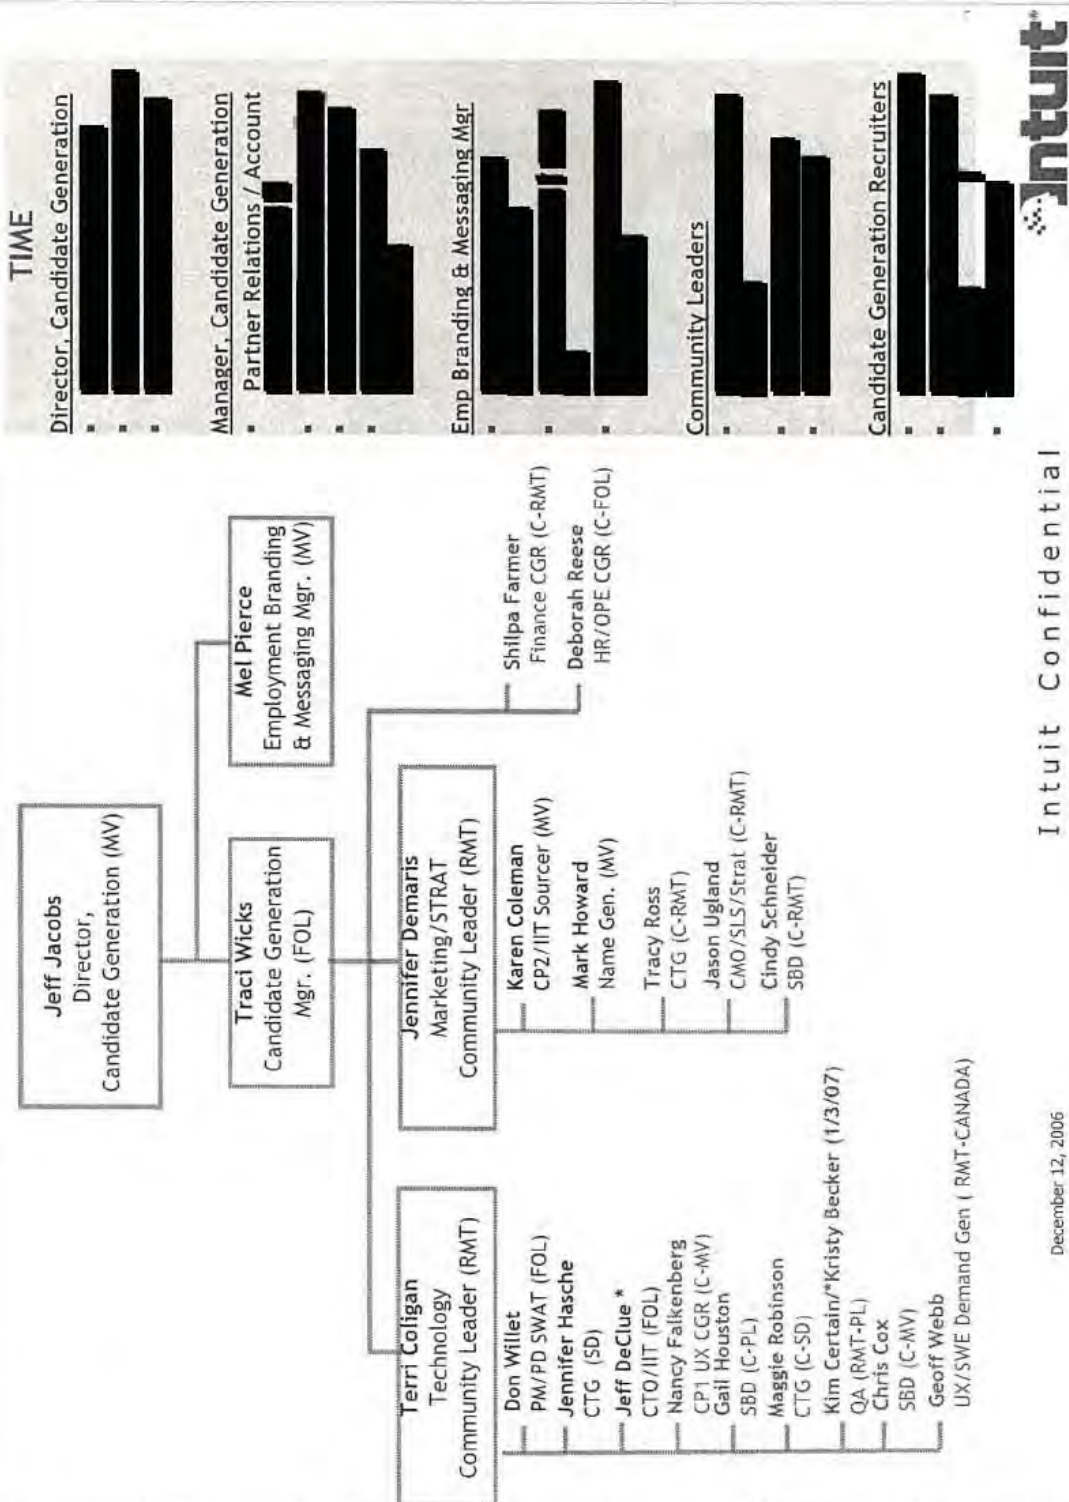 Jeff Jacobs
Director,
Candidate Generation (MV)
Traci Wicks
Candidate Generation
Mgr. (FOL)
Mel Pierce
Employment Branding
& Messaging Mgr. (MV)
Terri Coligan
Technology
Community Leader (RMT)
Don Willet
PM/PD SWAT (FOL)
Jennifer Hasche
CTG (SD)
Jeff DeClue *
CTO/IIT (FOL)
Nancy Falkenberg
CP1 UX CGR (C-MV)
Gail Houston
SBD (C-PL)
Maggie Robinson
CTG (C-SD)
Kim Certain/*Kristy Becker (1/3/07)
QA (RMT-PL)
Chris Cox
SBD (C-MV)
Geoff Webb
UX/SWE Demand Gen ( RMT-CANADA)
Jennifer Demaris
Marketing/STRAT
Community Leader (RMT)
Karen Coleman
CP2/IIT Sourcer (MV)
Mark Howard
Name Gen. (MV)
Tracy Ross
CTG (C-RMT)
Jason Ugland
CMO/SLS/Strat (C-RMT)
Cindy Schneider
SBD (C-RMT)
Shilpa Farmer
Finance CGR (C-RMT)
Deborah Reese
HR/OPE CGR (C-FOL)
TIME
Director, Candidate Generation
Manager, Candidate Generation
Partner Relations / Account
Emp Branding & Messaging Mgr
Community Leaders
Candidate Generation Recruiters
December 12, 2006
Intuit Confidential
intuit®